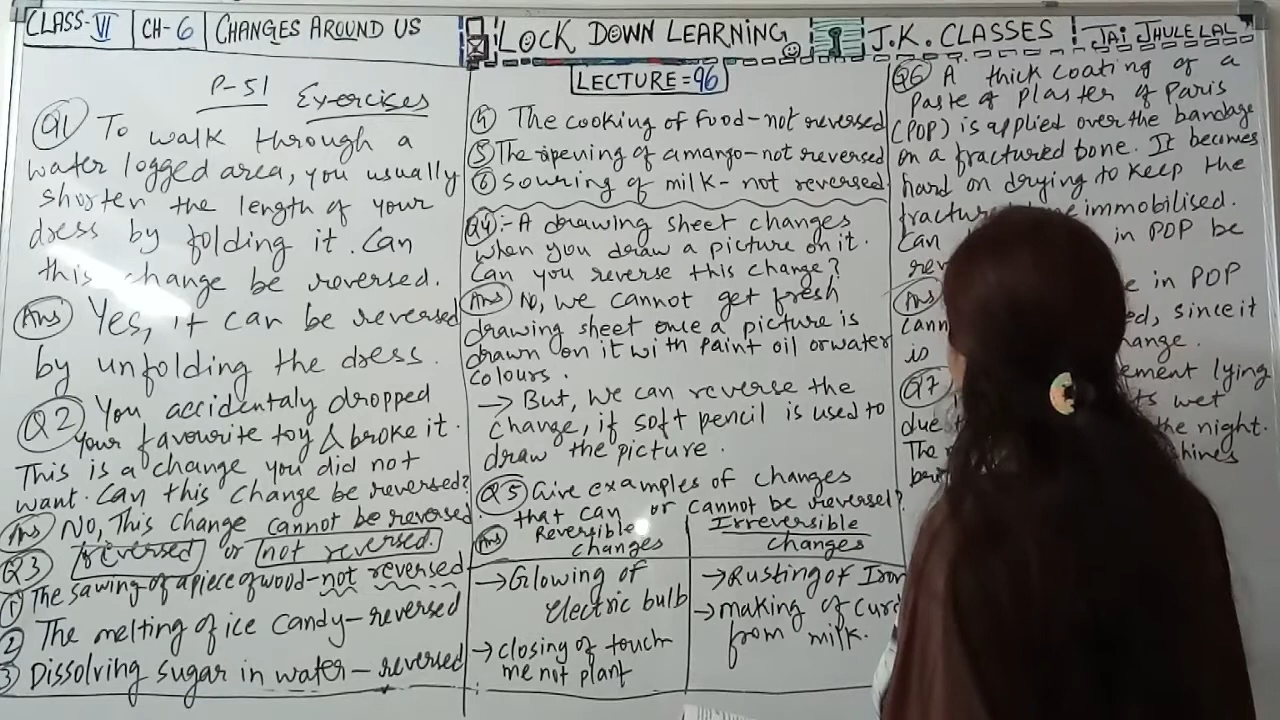 CLASS-VI CH-6 CHANGES AROUND US
LOCK DOWN LEARNING J.K. CLASSES JAI JHULELAL
LECTURE=96
P-51 Exercises
Q1 To walk through a
water logged area, you usually
shorten the length of your
dress by folding it. Can
this change be reversed.
Ans Yes, it can be reversed
by unfolding the dress.
Q2 You accidentaly dropped
your favourite toy & broke it.
This is a change you did not
want. Can this change be reversed?
Ans No, This change cannot be reversed.
Q3 reversed or not reversed.
1 The sawing of a piece of wood-not reversed
2 The melting of ice candy-reversed
3 Dissolving sugar in water-reversed
4 The cooking of food-not reversed
5 The opening of a mango-not reversed
6 Souring of milk-not reversed
Q4:- A drawing sheet changes
when you draw a picture on it.
Can you reverse this change?
Ans No, we cannot get fresh
drawing sheet once a picture is
drawn on it with paint oil or water
colours.
→ But, we can reverse the
change, if soft pencil is used to
draw the picture.
Q5 Give examples of changes
that can or cannot be reversel?
Ans Reversible changes
Irreversible changes
→ Glowing of
Electric bulb
→ closing of touch
me not plant
→ Rusting of Iron
→ making of curd
from milk.
Q6 A thick coating of a
Paste of plaster of Paris
(POP) is applied over the bandage
on a fractured bone. It becomes
hard on drying to keep the
immobilised.
Can in POP be
Ans in POP
since it
is
Q7 lying
wet
due the night.
The shines